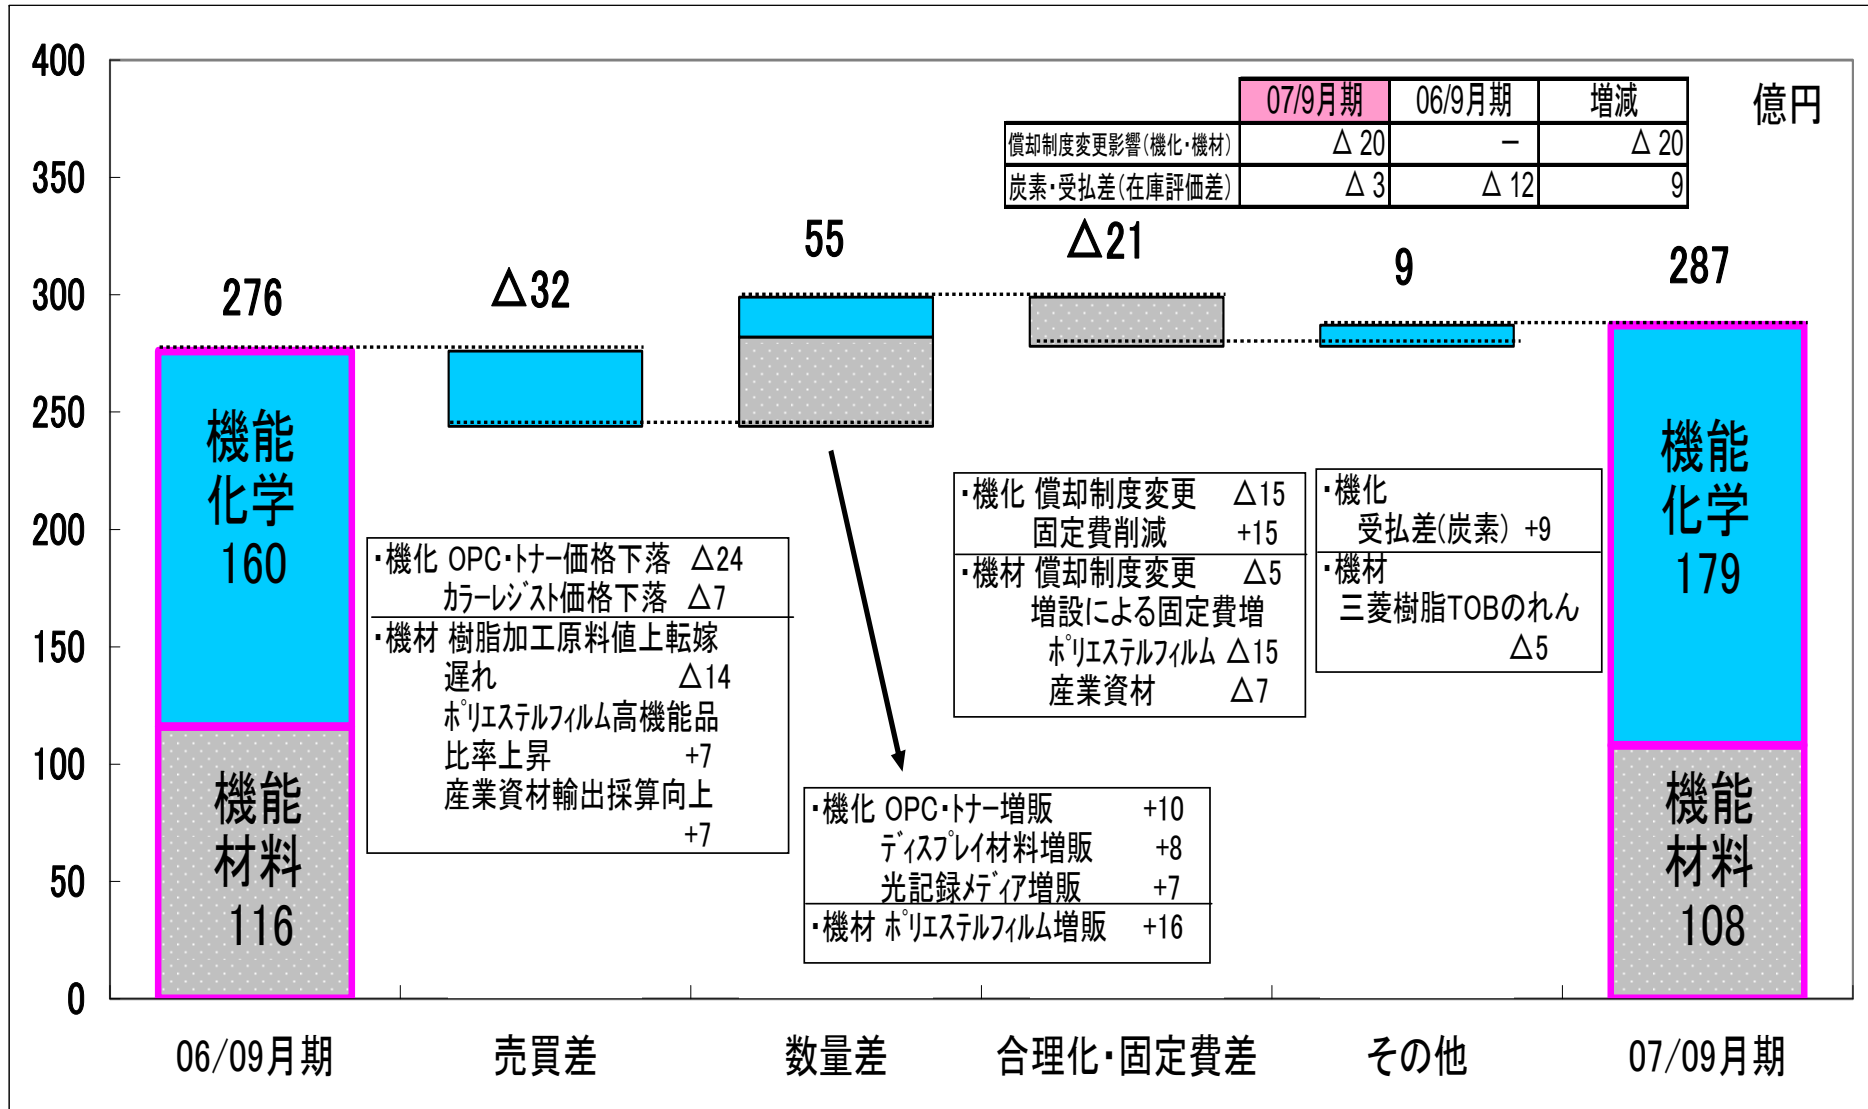 400
350
300
250
200
150
100
50
0
億円
07/9月期 06/9月期 増減
償却制度変更影響(機化・機材) △ 20 － △ 20
炭素・受払差(在庫評価差) △ 3 △ 12 9
276
△32
55
△21
9
287
機能
化学
160
機能
材料
116
・機化 OPC・トナー価格下落 △24
カラーレジスト価格下落 △7
・機材 樹脂加工原料値上転嫁
遅れ △14
ポリエステルフィルム高機能品
比率上昇 +7
産業資材輸出採算向上
+7
・機化 OPC・トナー増販 +10
ディスプレイ材料増販 +8
光記録メディア増販 +7
・機材 ポリエステルフィルム増販 +16
・機化 償却制度変更 △15
固定費削減 +15
・機材 償却制度変更 △5
増設による固定費増
ポリエステルフィルム △15
産業資材 △7
・機化
受払差(炭素) +9
・機材
三菱樹脂TOBのれん
△5
機能
化学
179
機能
材料
108
06/09月期
売買差
数量差
合理化・固定費差
その他
07/09月期